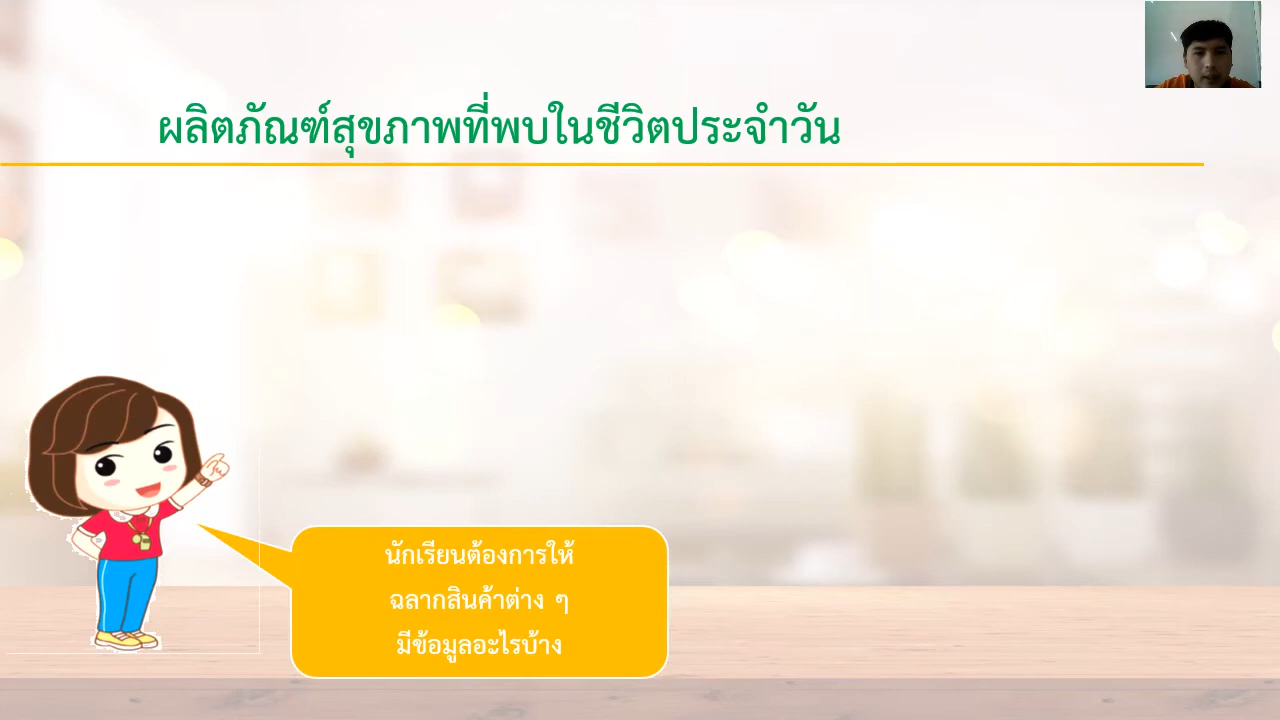 ผลิตภัณฑ์สุขภาพที่พบในชีวิตประจำวัน
นักเรียนต้องการให้
ฉลากสินค้าต่าง ๆ
มีข้อมูลอะไรบ้าง